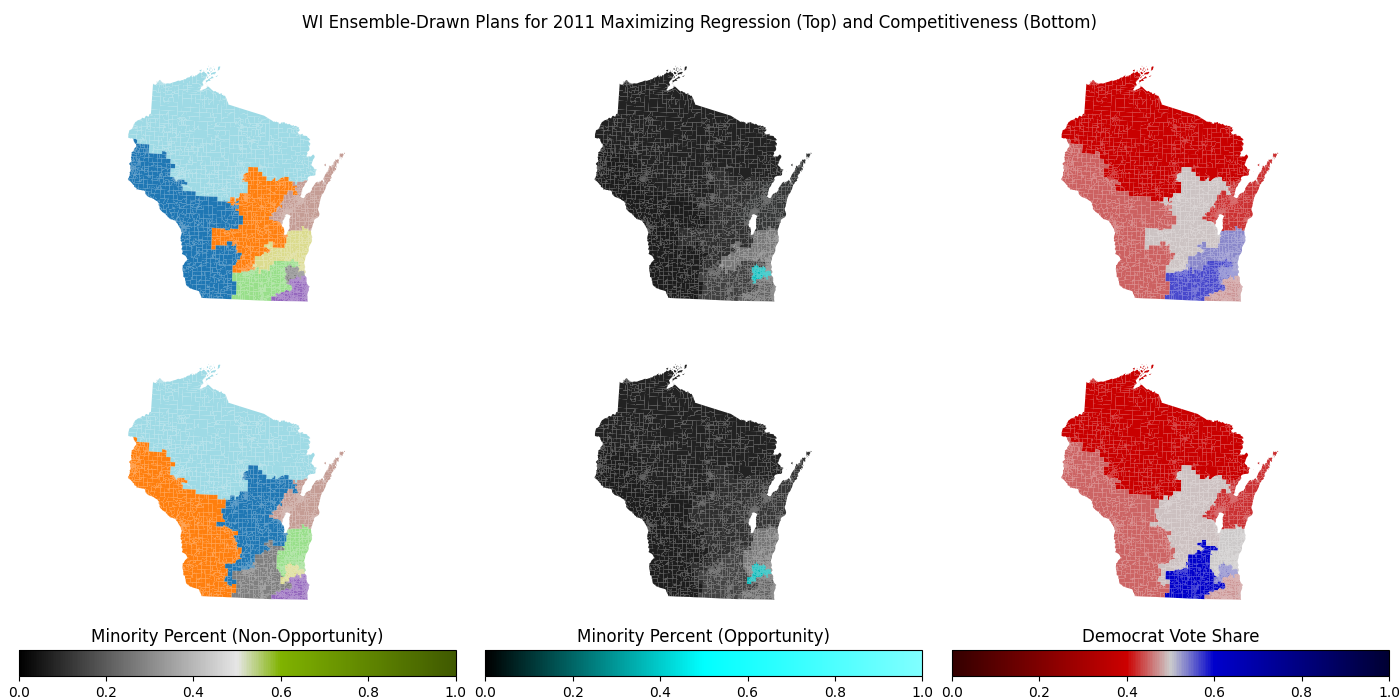 WI Ensemble-Drawn Plans for 2011 Maximizing Regression (Top) and Competitiveness (Bottom)
Minority Percent (Non-Opportunity)
Minority Percent (Opportunity)
Democrat Vote Share
0.0 0.2 0.4 0.6 0.8 1.0
0.0 0.2 0.4 0.6 0.8 1.0
0.0 0.2 0.4 0.6 0.8 1.0